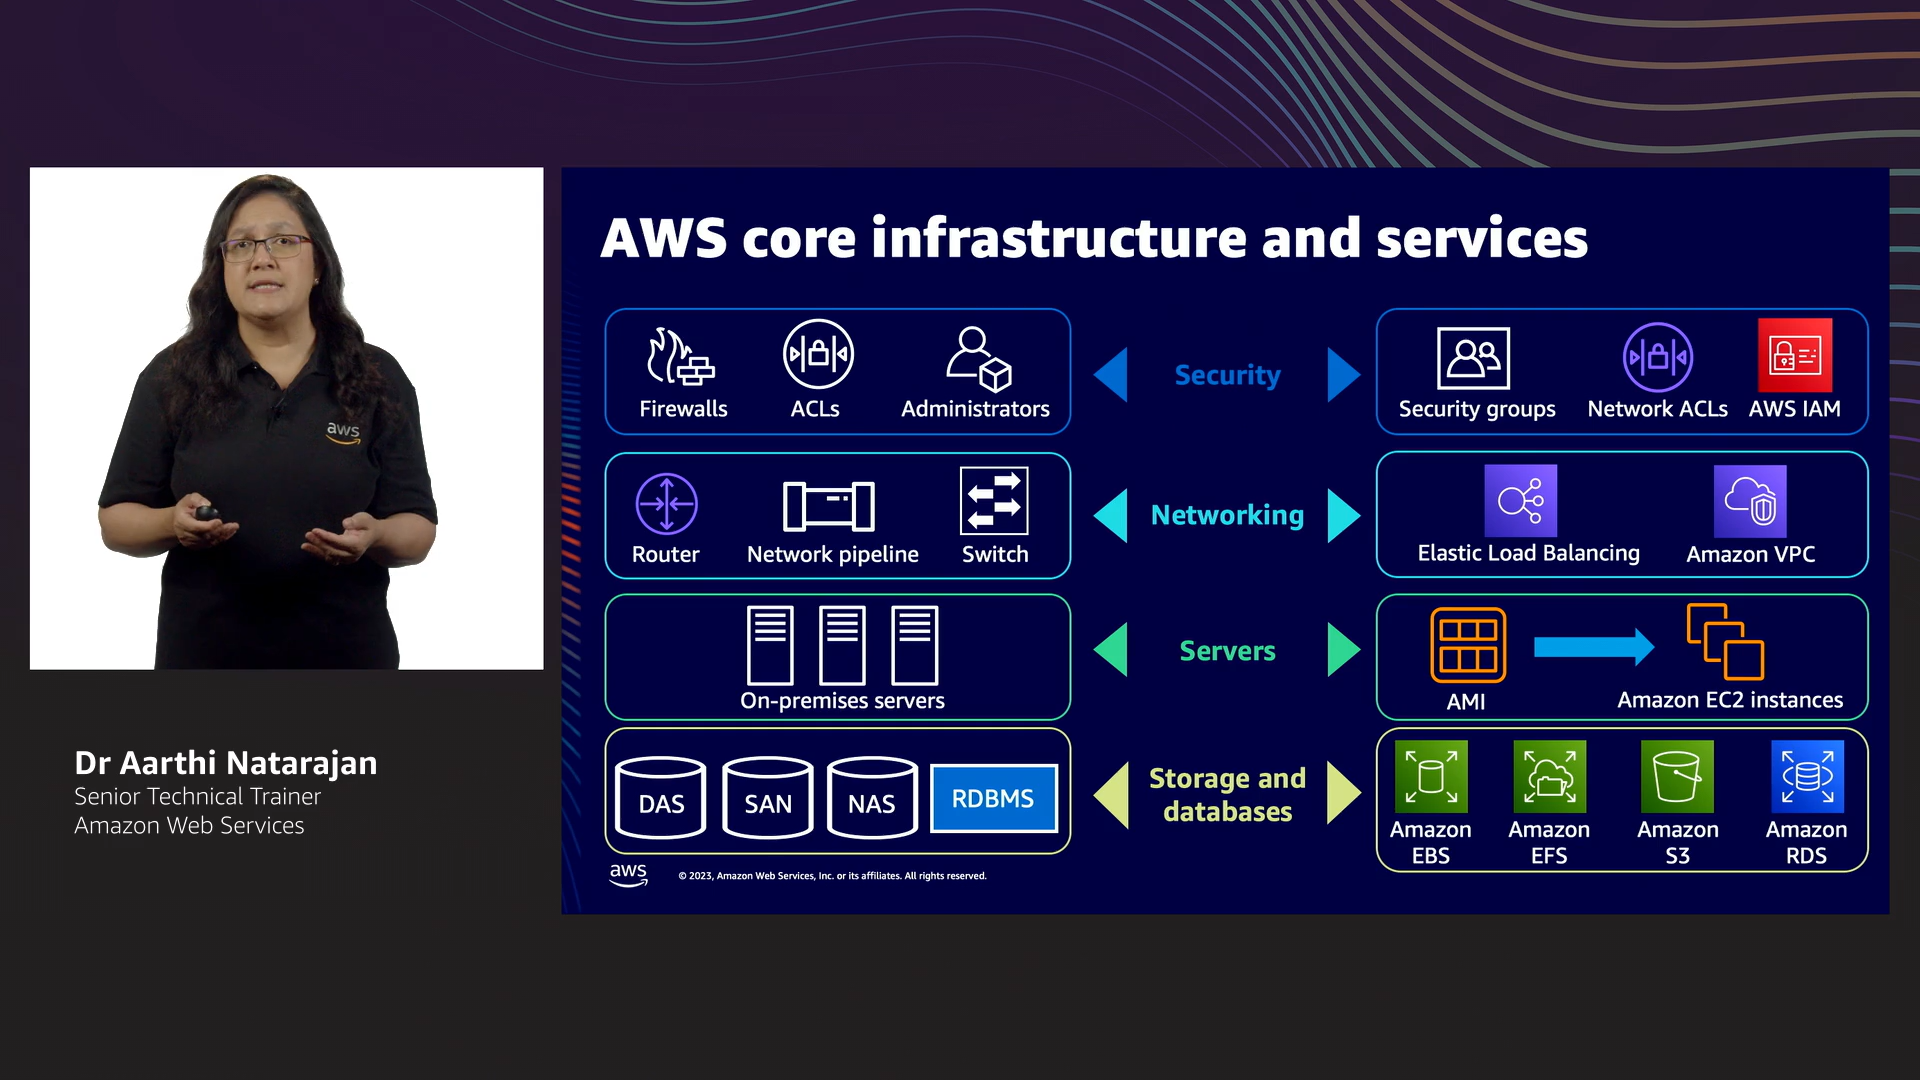 AWS core infrastructure and services
Firewalls
ACLs
Administrators
Security
Security groups
Network ACLs
AWS IAM
aws
Router
Network pipeline
Switch
Networking
Elastic Load Balancing
Amazon VPC
On-premises servers
Servers
AMI
Amazon EC2 instances
DAS
SAN
NAS
RDBMS
Storage and
databases
Amazon
EBS
Amazon
EFS
Amazon
S3
Amazon
RDS
aws
© 2023, Amazon Web Services, Inc. or its affiliates. All rights reserved.
Dr Aarthi Natarajan
Senior Technical Trainer
Amazon Web Services